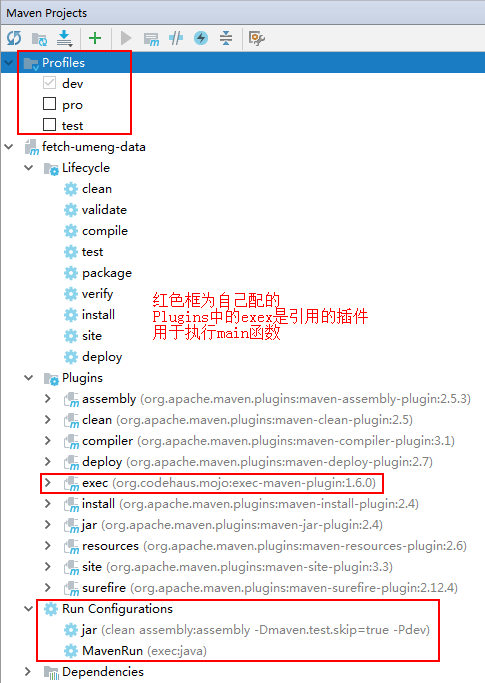 Maven Projects
Profiles
dev
pro
test
fetch-umeng-data
Lifecycle
clean
validate
compile
test
package
verify
install
site
deploy
红色框为自己配的
Plugins中的exex是引用的插件
用于执行main函数
Plugins
assembly (org.apache.maven.plugins:maven-assembly-plugin:2.5.3)
clean (org.apache.maven.plugins:maven-clean-plugin:2.5)
compiler (org.apache.maven.plugins:maven-compiler-plugin:3.1)
deploy (org.apache.maven.plugins:maven-deploy-plugin:2.7)
exec (org.codehaus.mojo:exec-maven-plugin:1.6.0)
install (org.apache.maven.plugins:maven-install-plugin:2.4)
jar (org.apache.maven.plugins:maven-jar-plugin:2.4)
resources (org.apache.maven.plugins:maven-resources-plugin:2.6)
site (org.apache.maven.plugins:maven-site-plugin:3.3)
surefire (org.apache.maven.plugins:maven-surefire-plugin:2.12.4)
Run Configurations
jar (clean assembly:assembly -Dmaven.test.skip=true -Pdev)
MavenRun (exec:java)
Dependencies